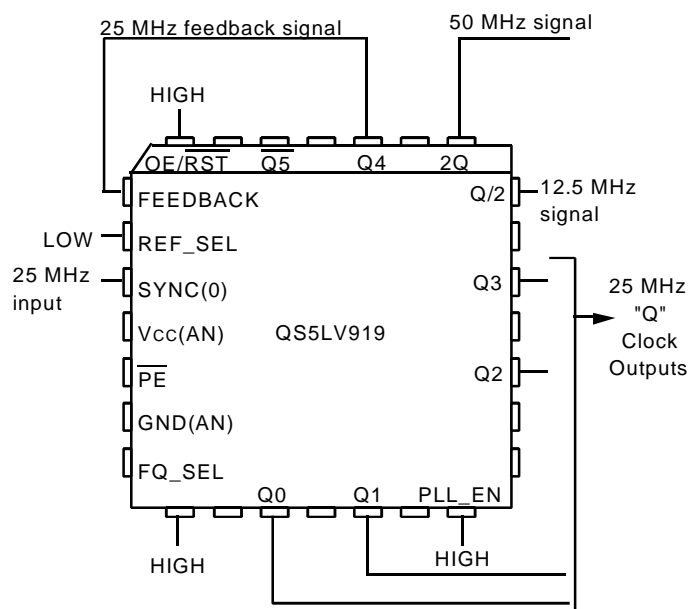 25 MHz feedback signal
50 MHz signal
HIGH
OE/RST
Q5
Q4
2Q
FEEDBACK
Q/2
12.5 MHz
signal
LOW
REF_SEL
25 MHz
input
SYNC(0)
Q3
25 MHz
"Q"
Clock
Outputs
VCC(AN)
QS5LV919
PE
Q2
GND(AN)
FQ_SEL
Q0
Q1
PLL_EN
HIGH
HIGH